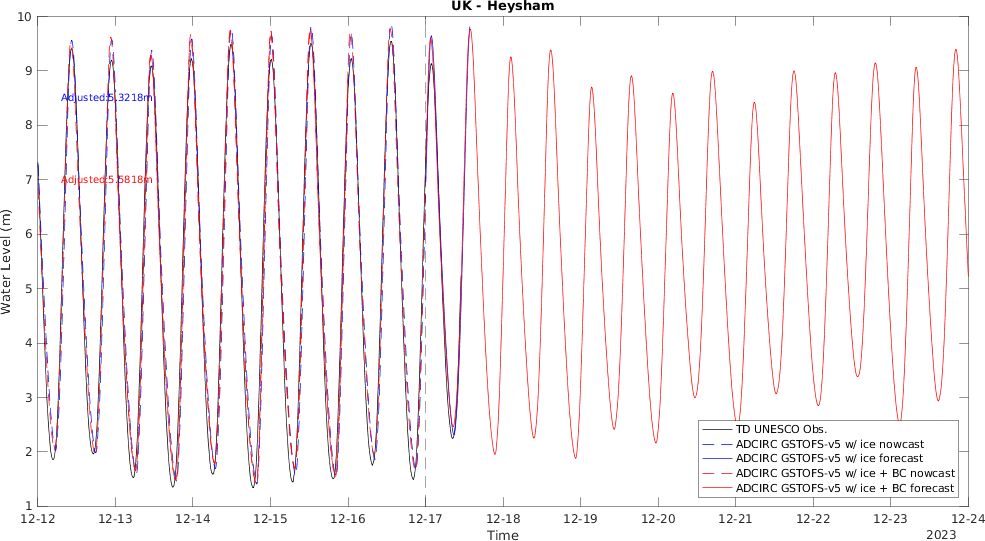 UK - Heysham
10
9
8
7
6
5
4
3
2
1
Water Level (m)
Adjusted:5.3218m
Adjusted:5.5818m
TD UNESCO Obs.
ADCIRC GSTOFS-v5 w/ ice nowcast
ADCIRC GSTOFS-v5 w/ ice forecast
ADCIRC GSTOFS-v5 w/ ice + BC nowcast
ADCIRC GSTOFS-v5 w/ ice + BC forecast
12-12 12-13 12-14 12-15 12-16 12-17 12-18 12-19 12-20 12-21 12-22 12-23 12-24
Time
2023